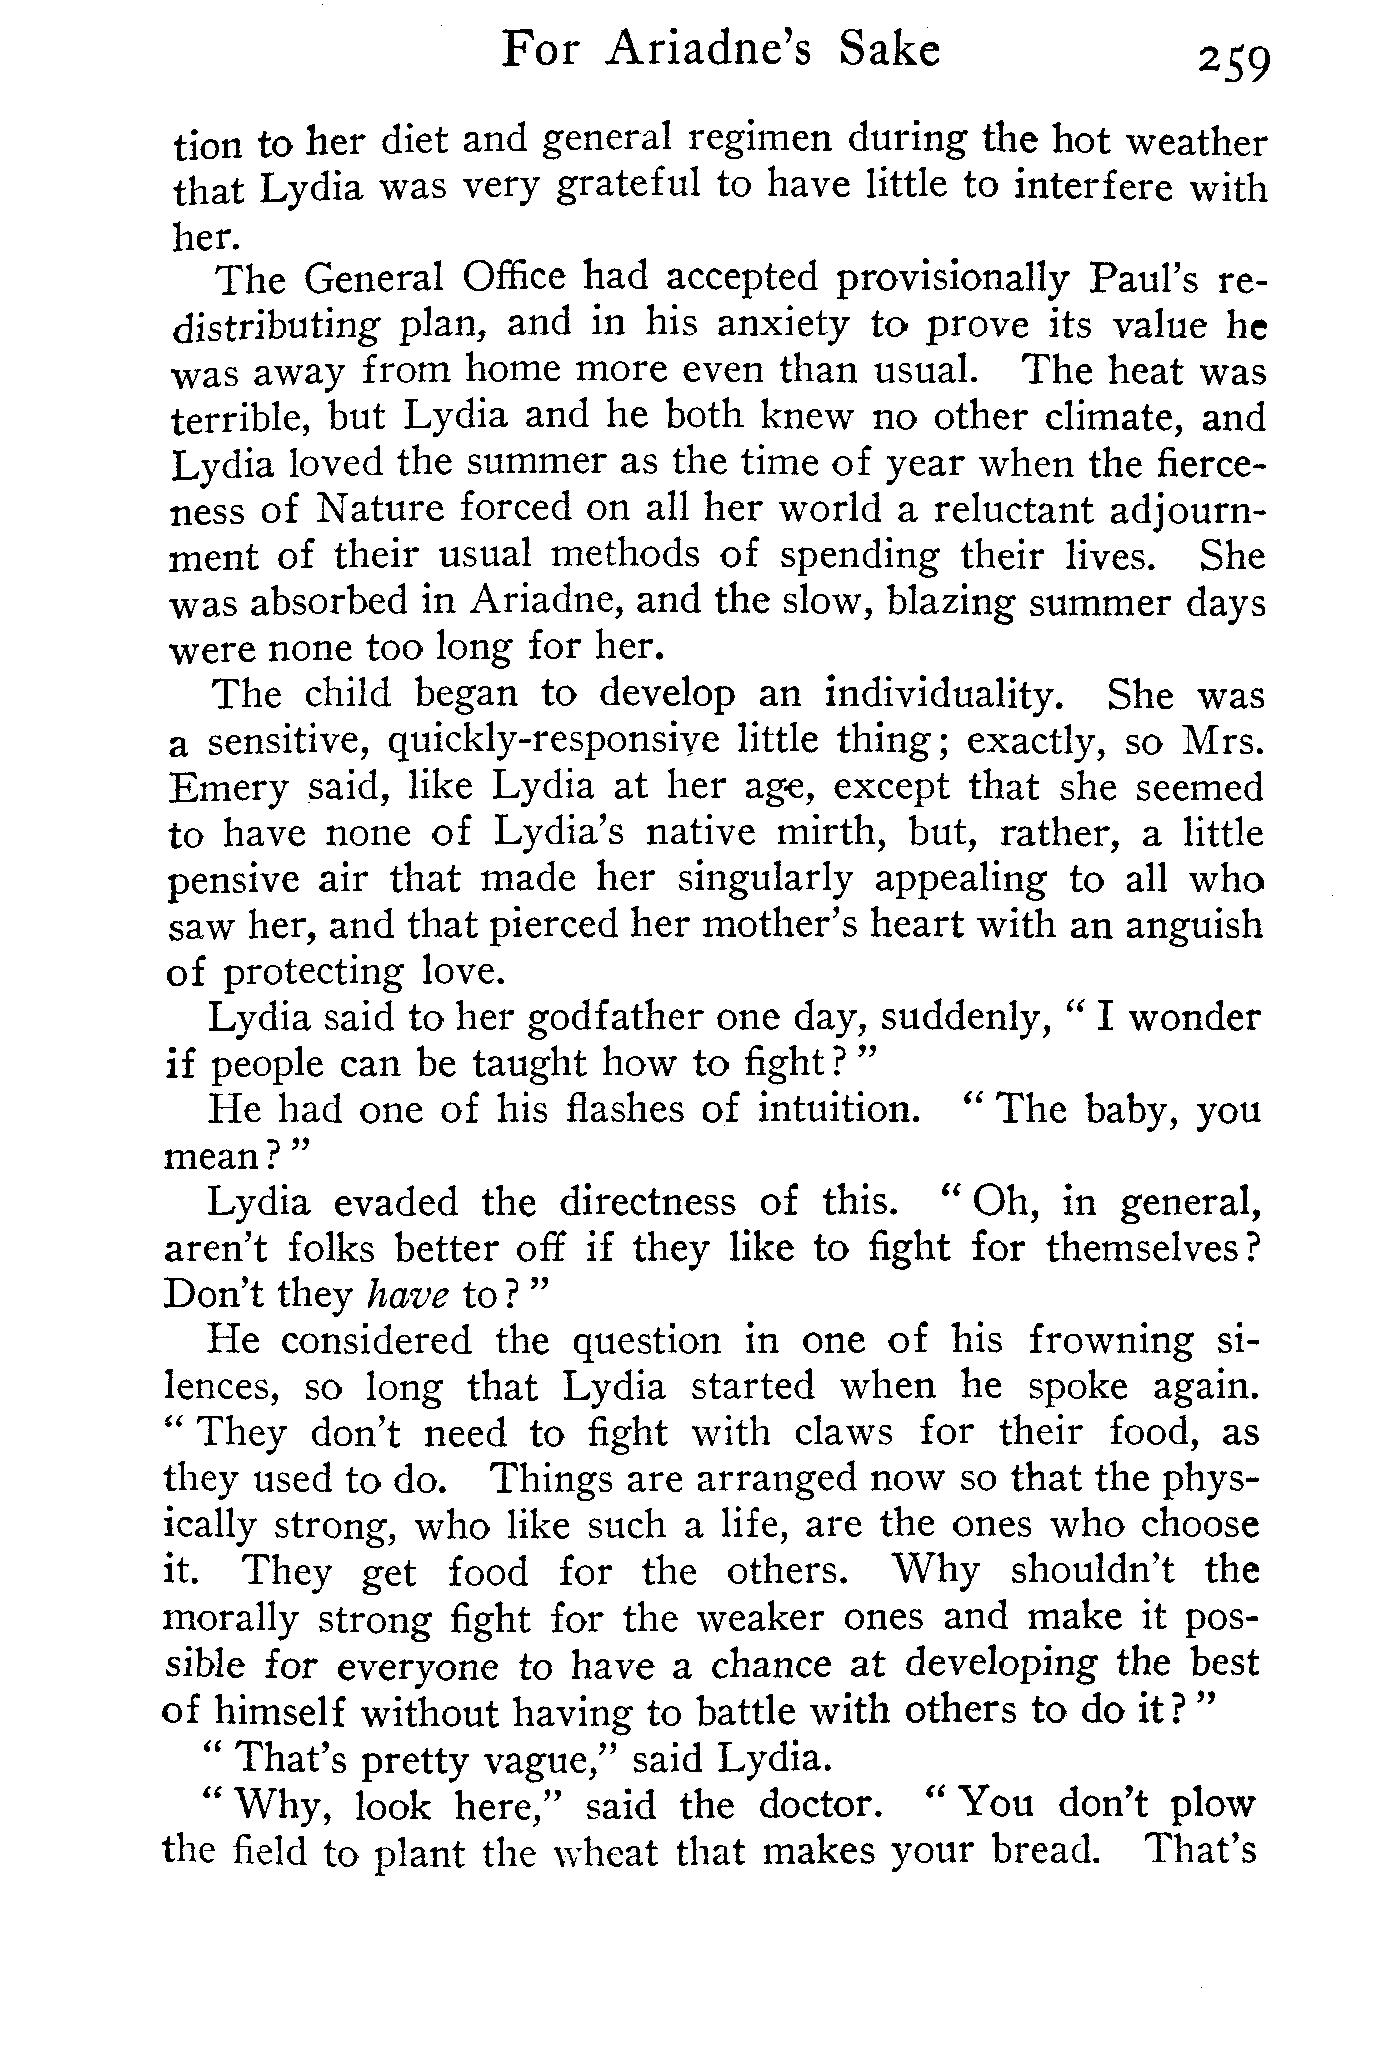 For Ariadne's Sake 259
tion to her diet and general regimen during the hot weather
that Lydia was very grateful to have little to interfere with
her.
The General Office had accepted provisionally Paul's re-
distributing plan, and in his anxiety to prove its value he
was away from home more even than usual. The heat was
terrible, but Lydia and he both knew no other climate, and
Lydia loved the summer as the time of year when the fierce-
ness of Nature forced on all her world a reluctant adjourn-
ment of their usual methods of spending their lives. She
was absorbed in Ariadne, and the slow, blazing summer days
were none too long for her.
The child began to develop an individuality. She was
a sensitive, quickly-responsive little thing; exactly, so Mrs.
Emery said, like Lydia at her age, except that she seemed
to have none of Lydia's native mirth, but, rather, a little
pensive air that made her singularly appealing to all who
saw her, and that pierced her mother's heart with an anguish
of protecting love.
Lydia said to her godfather one day, suddenly, " I wonder
if people can be taught how to fight? "
He had one of his flashes of intuition. " The baby, you
mean? "
Lydia evaded the directness of this. " Oh, in general,
aren't folks better off if they like to fight for themselves?
Don't they have to? "
He considered the question in one of his frowning si-
lences, so long that Lydia started when he spoke again.
" They don't need to fight with claws for their food, as
they used to do. Things are arranged now so that the phys-
ically strong, who like such a life, are the ones who choose
it. They get food for the others. Why shouldn't the
morally strong fight for the weaker ones and make it pos-
sible for everyone to have a chance at developing the best
of himself without having to battle with others to do it? "
" That's pretty vague," said Lydia.
" Why, look here," said the doctor. " You don't plow
the field to plant the wheat that makes your bread. That's